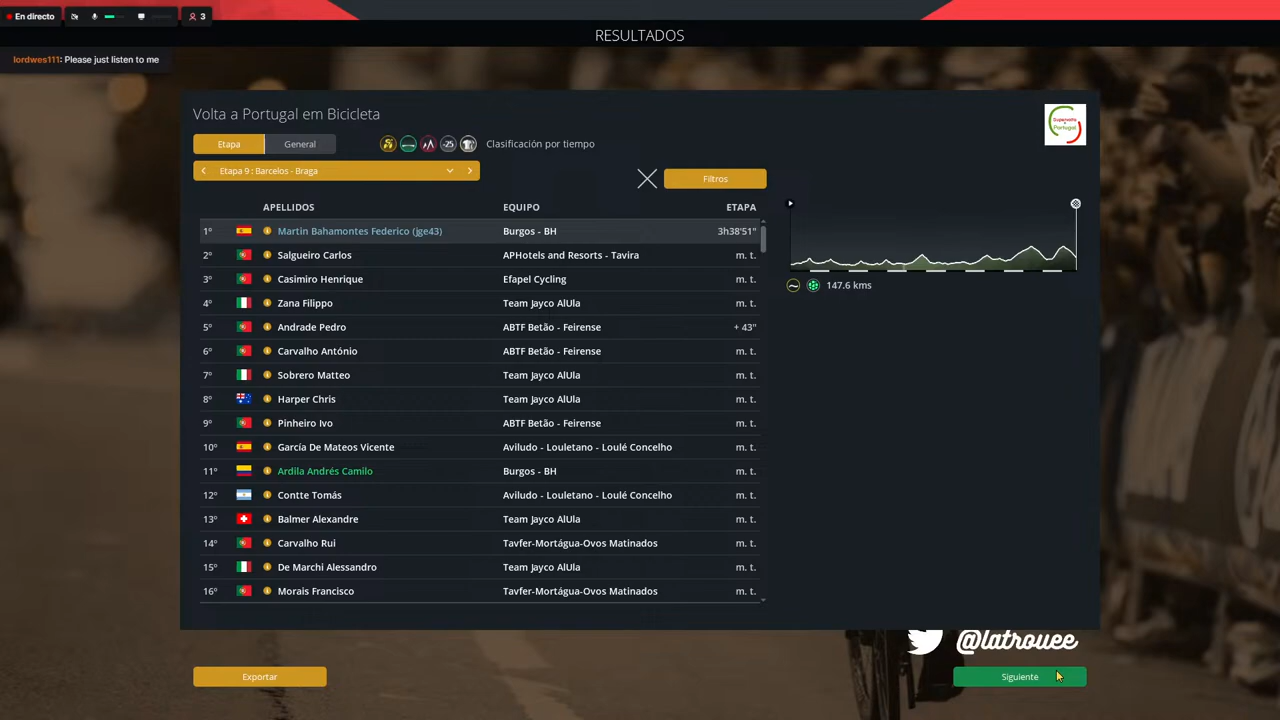 En directo 3
RESULTADOS
lordwes111: Please just listen to me
Volta a Portugal em Bicicleta
Supervolta a Portugal
Etapa General -25 Clasificación por tiempo
Etapa 9 : Barcelos - Braga
Filtros
APELLIDOS EQUIPO ETAPA
1º Martin Bahamontes Federico (jge43) Burgos - BH 3h38'51''
2º Salgueiro Carlos APHotels and Resorts - Tavira m. t.
3º Casimiro Henrique Efapel Cycling m. t.
4º Zana Filippo Team Jayco AlUla m. t.
5º Andrade Pedro ABTF Betão - Feirense + 43''
6º Carvalho António ABTF Betão - Feirense m. t.
7º Sobrero Matteo Team Jayco AlUla m. t.
8º Harper Chris Team Jayco AlUla m. t.
9º Pinheiro Ivo ABTF Betão - Feirense m. t.
10º García De Mateos Vicente Aviludo - Louletano - Loulé Concelho m. t.
11º Ardila Andrés Camilo Burgos - BH m. t.
12º Contte Tomás Aviludo - Louletano - Loulé Concelho m. t.
13º Balmer Alexandre Team Jayco AlUla m. t.
14º Carvalho Rui Tavfer-Mortágua-Ovos Matinados m. t.
15º De Marchi Alessandro Team Jayco AlUla m. t.
16º Morais Francisco Tavfer-Mortágua-Ovos Matinados m. t.
147.6 kms
@latrouee
Exportar
Siguiente